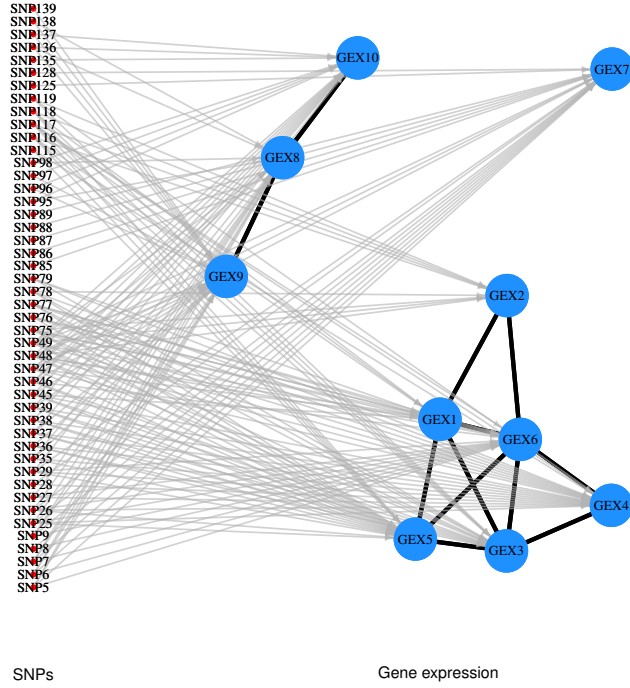 SNP139
SNP138
SNP137
SNP136
SNP135
SNP128
SNP125
SNP119
SNP118
SNP117
SNP116
SNP115
SNP98
SNP97
SNP96
SNP95
SNP89
SNP88
SNP87
SNP86
SNP85
SNP79
SNP78
SNP77
SNP76
SNP75
SNP49
SNP48
SNP47
SNP46
SNP45
SNP39
SNP38
SNP37
SNP36
SNP35
SNP29
SNP28
SNP27
SNP26
SNP25
SNP9
SNP8
SNP7
SNP6
SNP5
GEX10
GEX7
GEX8
GEX9
GEX2
GEX1
GEX6
GEX4
GEX5
GEX3
SNPs
Gene expression